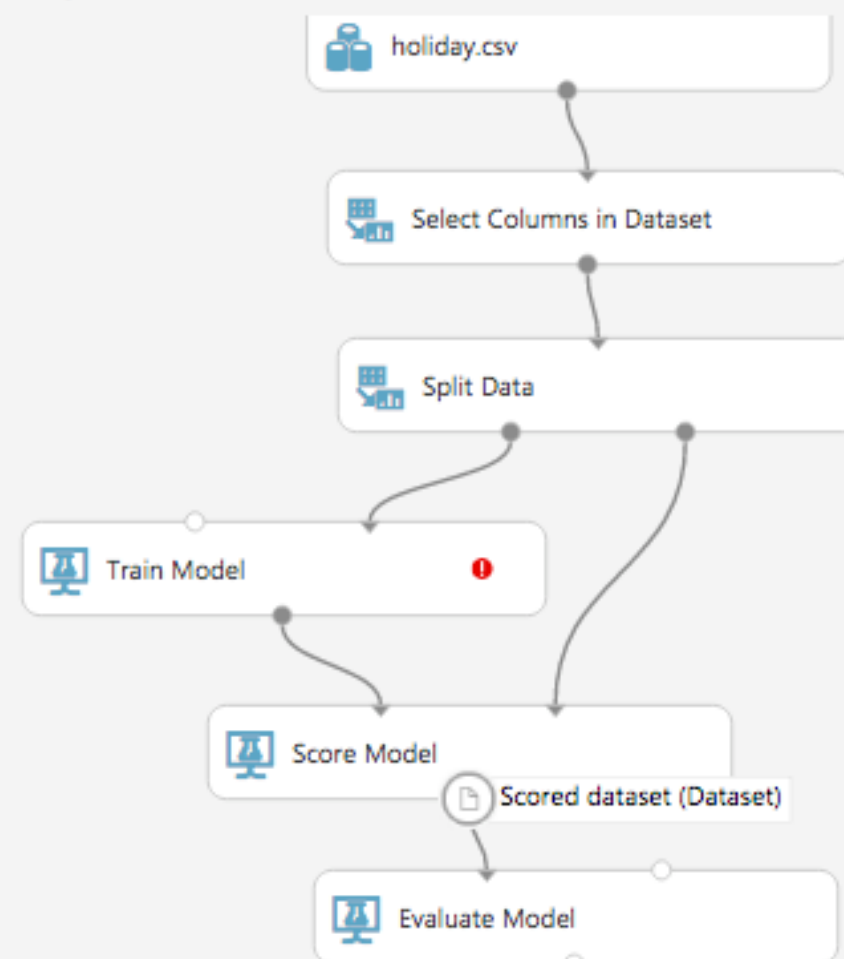 holiday.csv
Select Columns in Dataset
Split Data
Train Model
Score Model
Scored dataset (Dataset)
Evaluate Model